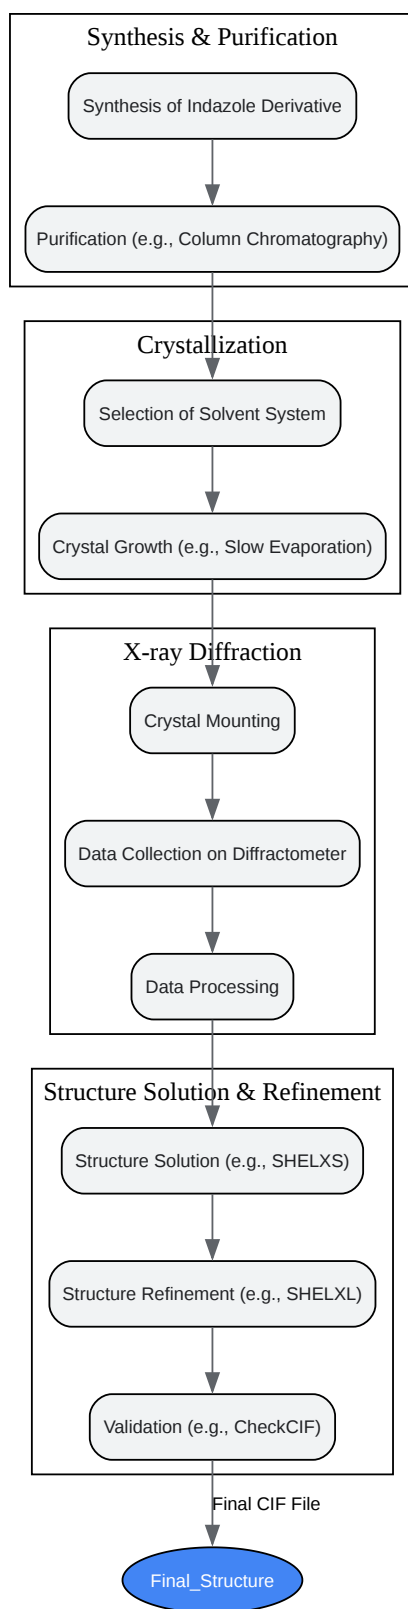 Synthesis & Purification
Synthesis of Indazole Derivative
Purification (e.g., Column Chromatography)
Crystallization
Selection of Solvent System
Crystal Growth (e.g., Slow Evaporation)
X-ray Diffraction
Crystal Mounting
Data Collection on Diffractometer
Data Processing
Structure Solution & Refinement
Structure Solution (e.g., SHELXS)
Structure Refinement (e.g., SHELXL)
Validation (e.g., CheckCIF)
Final CIF File
Final_Structure